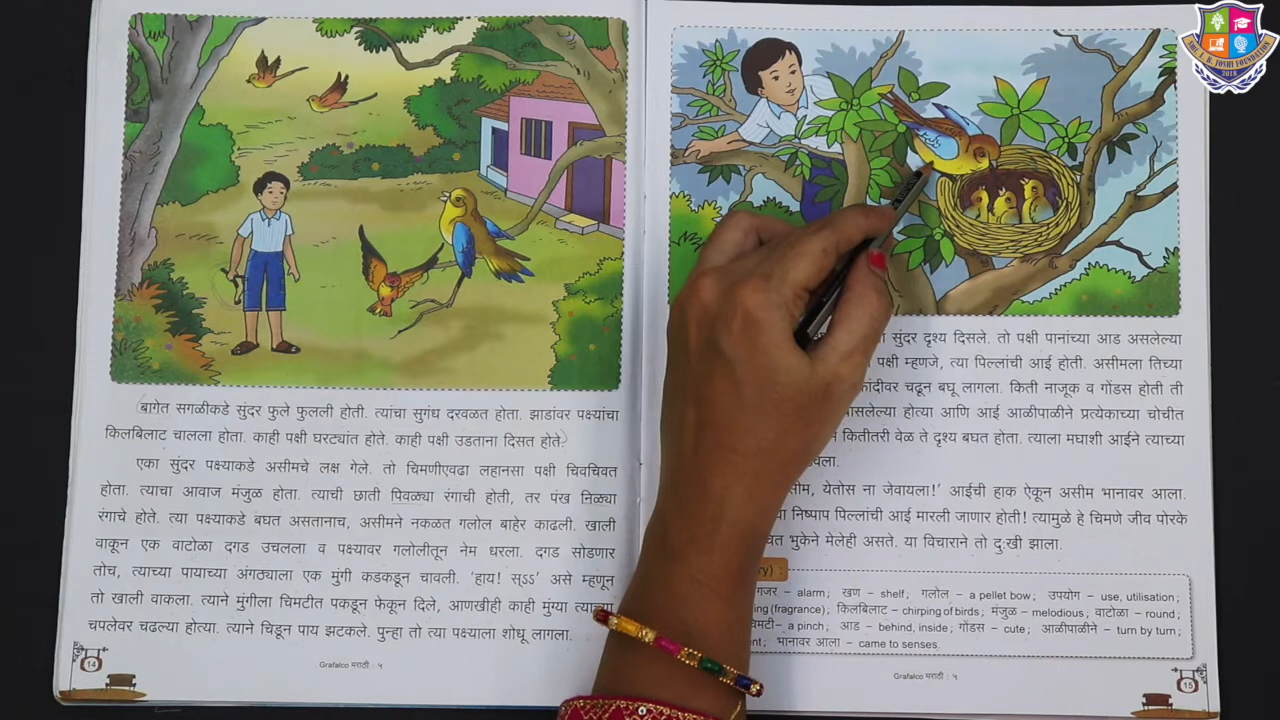 बागेत सगळीकडे सुंदर फुले फुलली होती. त्यांचा सुगंध दरवळत होता. झाडांवर पक्ष्यांचा
किलबिलाट चालला होता. काही पक्षी घरट्यांत होते. काही पक्षी उडताना दिसत होते.
एका सुंदर पक्ष्याकडे असीमचे लक्ष गेले. तो चिमणीएवढा लहानसा पक्षी चिवचिवत
होता. त्याचा आवाज मंजुळ होता. त्याची छाती पिवळ्या रंगाची होती, तर पंख निळ्या
रंगाचे होते. त्या पक्ष्याकडे बघत असतानाच, असीमने नकळत गलोल बाहेर काढली. खाली
वाकून एक वाटोळा दगड उचलला व पक्ष्यावर गलोलीतून नेम धरला. दगड सोडणार
तोच, त्याच्या पायाच्या अंगठ्याला एक मुंगी कडकडून चावली. 'हाय! स्ऽऽ' असे म्हणून
तो खाली वाकला. त्याने मुंगीला चिमटीत पकडून फेकून दिले, आणखीही काही मुंग्या त्याच्या
चपलेवर चढल्या होत्या. त्याने चिडून पाय झटकले. पुन्हा तो त्या पक्ष्याला शोधू लागला.
14
Grafalco मराठी : ५
सुंदर दृश्य दिसले. तो पक्षी पानांच्या आड असलेल्या
पक्षी म्हणजे, त्या पिल्लांची आई होती. असीमला तिच्या
चढून बघू लागला. किती नाजूक व गोंडस होती ती
होत्या आणि आई आळीपाळीने प्रत्येकाच्या चोचीत
कितीतरी वेळ ते दृश्य बघत होता. त्याला मघाशी आईने त्याच्या
येतोस ना जेवायला!' आईची हाक ऐकून असीम भानावर आला.
निष्पाप पिल्लांची आई मारली जाणार होती! त्यामुळे हे चिमणे जीव पोरके
भुकेने मेलेही असते. या विचाराने तो दुःखी झाला.
गजर – alarm; खण – shelf; गलोल – a pellet bow; उपयोग – use, utilisation;
(fragrance); किलबिलाट – chirping of birds; मंजुळ – melodious; वाटोळा – round;
– a pinch; आड – behind, inside; गोंडस – cute; आळीपाळीने – turn by turn;
भानावर आला – came to senses.
Grafalco मराठी : ५
15
SHRI. B. JOSHI FOUNDATION
2018